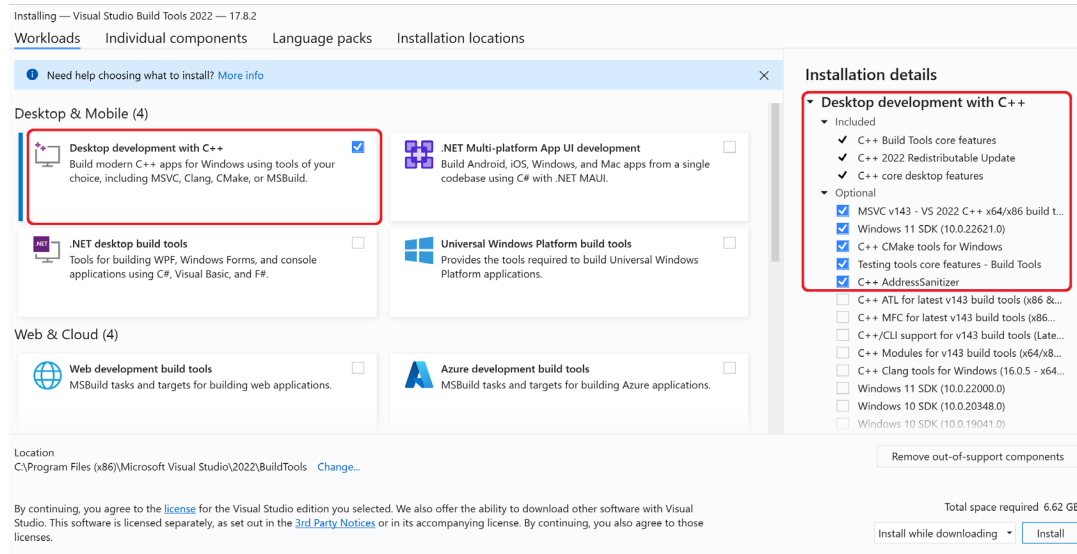 Installing — Visual Studio Build Tools 2022 — 17.8.2
Workloads Individual components Language packs Installation locations
Need help choosing what to install? More info
Desktop & Mobile (4)
Desktop development with C++
Build modern C++ apps for Windows using tools of your
choice, including MSVC, Clang, CMake, or MSBuild.
.NET Multi-platform App UI development
Build Android, iOS, Windows, and Mac apps from a single
codebase using C# with .NET MAUI.
.NET
.NET desktop build tools
Tools for building WPF, Windows Forms, and console
applications using C#, Visual Basic, and F#.
Universal Windows Platform build tools
Provides the tools required to build Universal Windows
Platform applications.
Web & Cloud (4)
Web development build tools
MSBuild tasks and targets for building web applications.
Azure development build tools
MSBuild tasks and targets for building Azure applications.
Installation details
Desktop development with C++
Included
C++ Build Tools core features
C++ 2022 Redistributable Update
C++ core desktop features
Optional
MSVC v143 - VS 2022 C++ x64/x86 build t...
Windows 11 SDK (10.0.22621.0)
C++ CMake tools for Windows
Testing tools core features - Build Tools
C++ AddressSanitizer
C++ ATL for latest v143 build tools (x86 &...
C++ MFC for latest v143 build tools (x86...
C++/CLI support for v143 build tools (Late...
C++ Modules for v143 build tools (x64/x8...
C++ Clang tools for Windows (16.0.5 - x64...
Windows 11 SDK (10.0.22000.0)
Windows 10 SDK (10.0.20348.0)
Windows 10 SDK (10.0.19041.0)
Location
C:\Program Files (x86)\Microsoft Visual Studio\2022\BuildTools Change...
Remove out-of-support components
By continuing, you agree to the license for the Visual Studio edition you selected. We also offer the ability to download other software with Visual
Studio. This software is licensed separately, as set out in the 3rd Party Notices or in its accompanying license. By continuing, you also agree to those
licenses.
Total space required 6.62 GB
Install while downloading Install